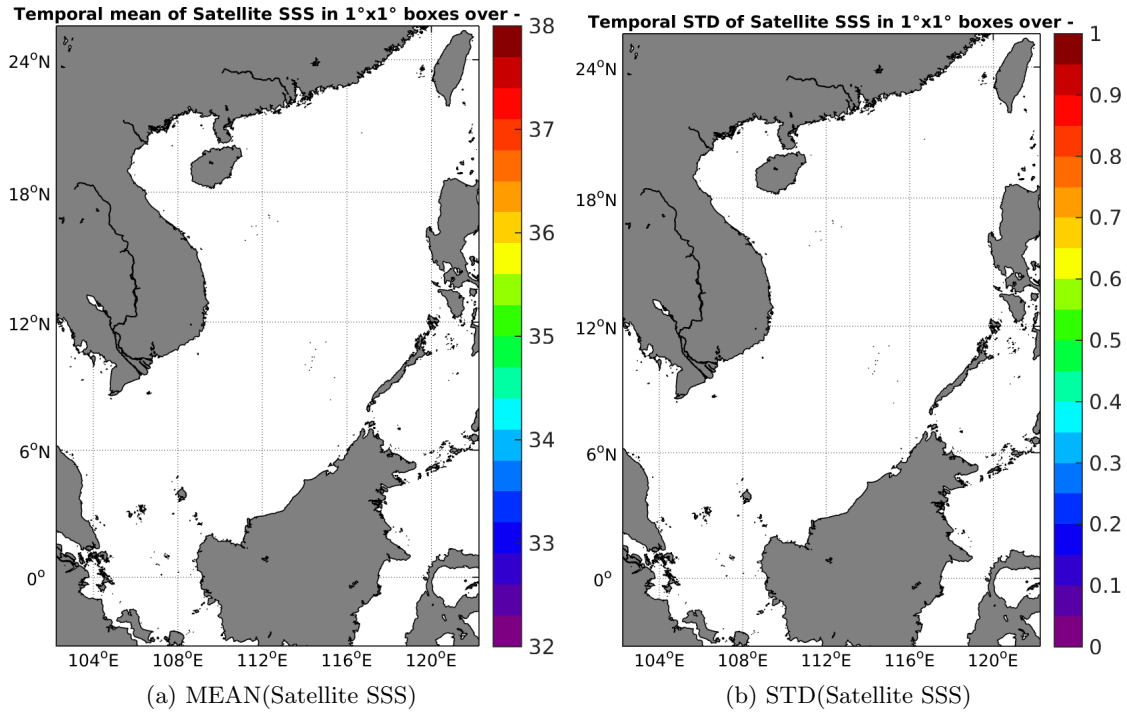 Temporal mean of Satellite SSS in 1°x1° boxes over -
24°N
18°N
12°N
6°N
0°
104°E 108°E 112°E 116°E 120°E
38
37
36
35
34
33
32
(a) MEAN(Satellite SSS)
Temporal STD of Satellite SSS in 1°x1° boxes over -
24°N
18°N
12°N
6°N
0°
104°E 108°E 112°E 116°E 120°E
1
0.9
0.8
0.7
0.6
0.5
0.4
0.3
0.2
0.1
0
(b) STD(Satellite SSS)